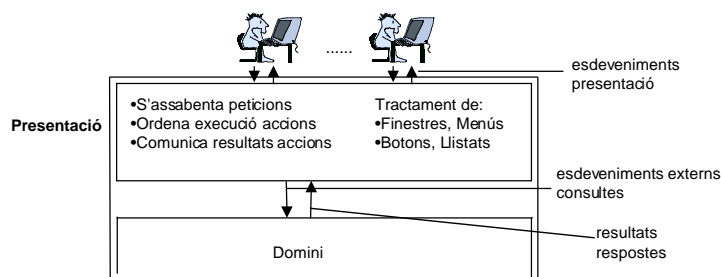 ......
esdeveniments
presentació
Presentació
•S'assabenta peticions
•Ordena execució accions
•Comunica resultats accions
Tractament de:
•Finestres, Menús
•Botons, Llistats
esdeveniments externs
consultes
Domini
resultats
respostes